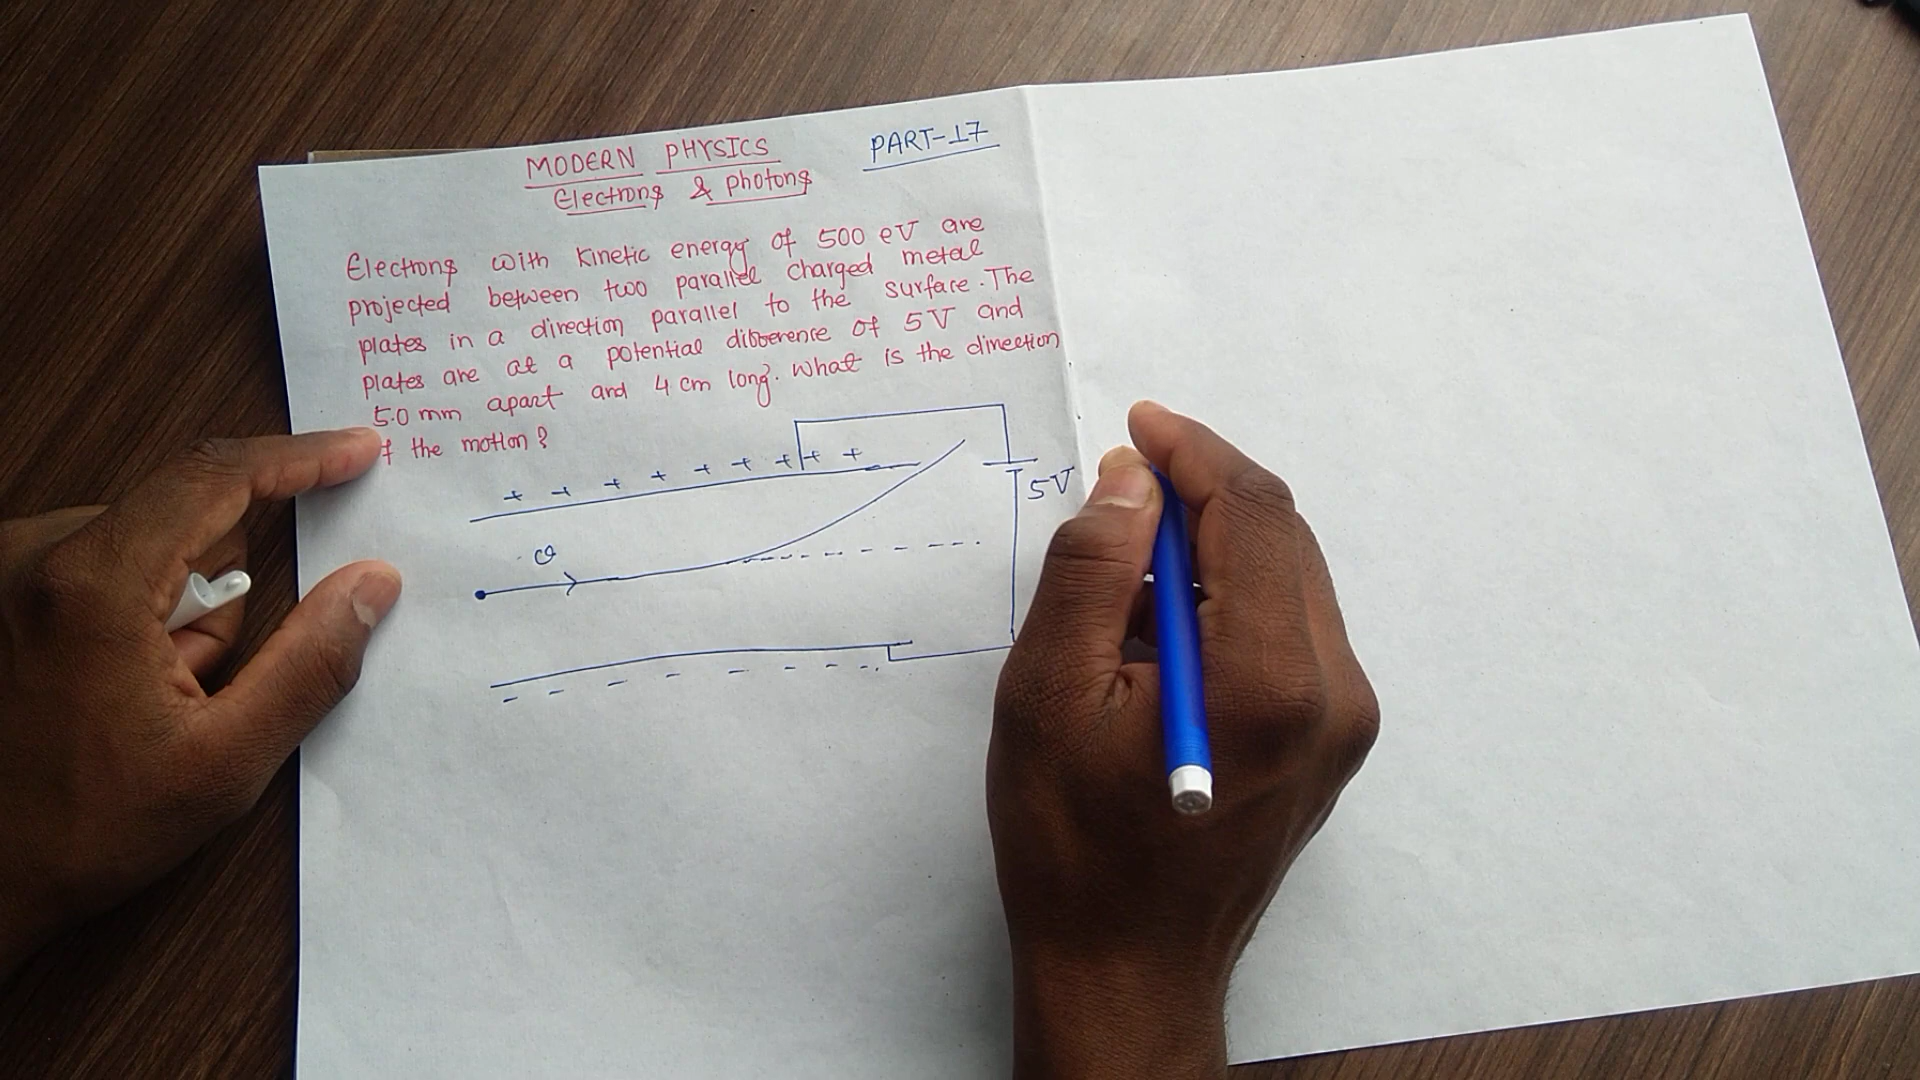 MODERN PHYSICS PART-17
Electrons & photons
Electrons with Kinetic energy of 500 eV are
projected between two parallel charged metal
plates in a direction parallel to the surface. The
plates are at a potential difference of 5V and
5.0 mm apart and 4 cm long. What is the direction
f the motion?
+ + + + + + + + +
5V
- - - - - - - -